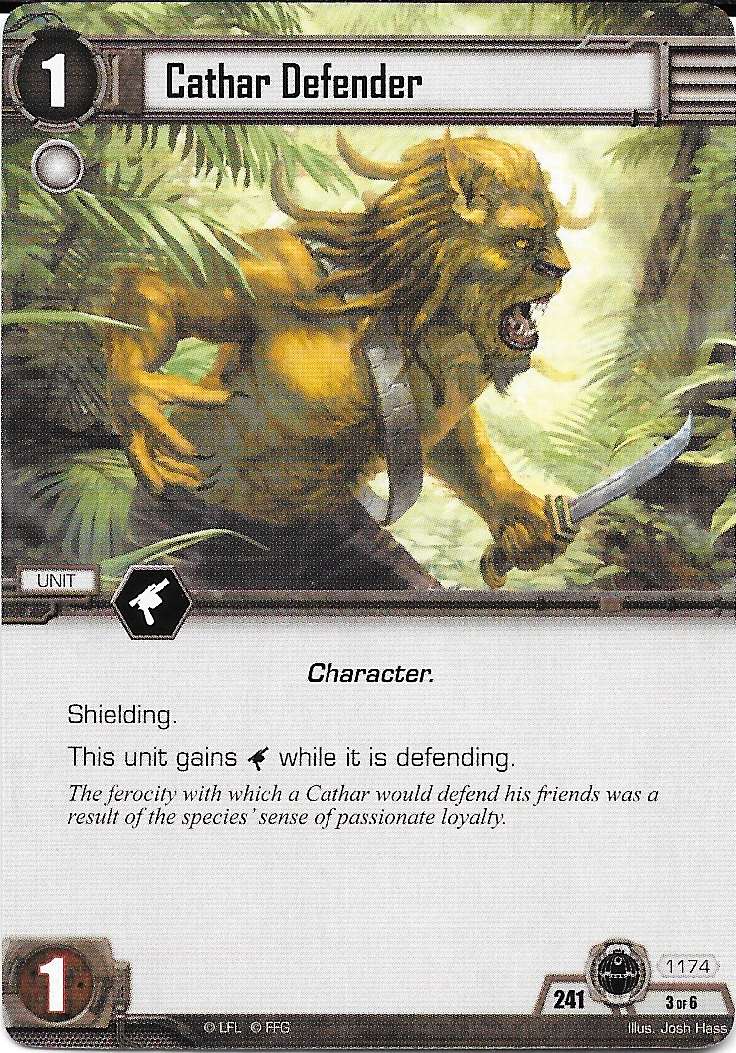 1
Cathar Defender
UNIT
Character.
Shielding.
This unit gains while it is defending.
The ferocity with which a Cathar would defend his friends was a
result of the species' sense of passionate loyalty.
1
1174
241
3 OF 6
© LFL © FFG
Illus. Josh Hass